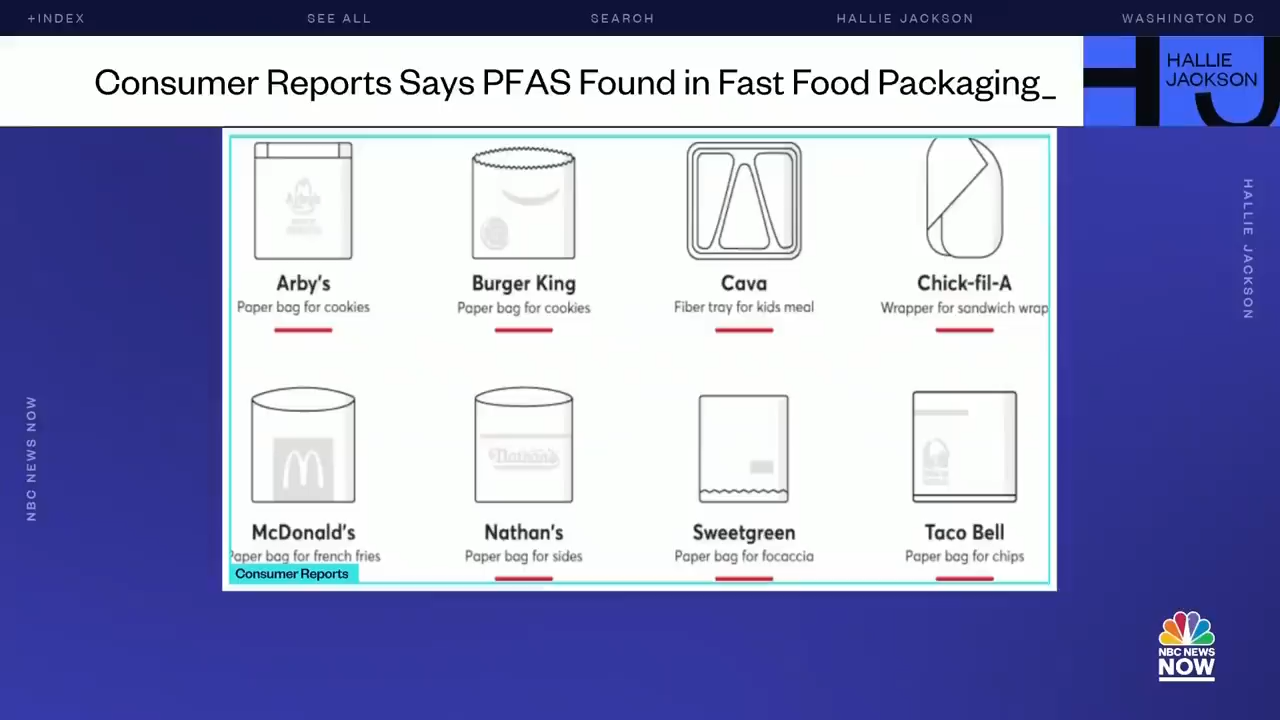 +INDEX
SEE ALL
SEARCH
HALLIE JACKSON
WASHINGTON DC
Consumer Reports Says PFAS Found in Fast Food Packaging_
HALLIE
JACKSON
Arby's
Arby's
Paper bag for cookies
Burger King
Paper bag for cookies
Cava
Fiber tray for kids meal
Chick-fil-A
Wrapper for sandwich wrap
HALLIE JACKSON
NBC NEWS NOW
Nathan's
McDonald's
Paper bag for french fries
Nathan's
Paper bag for sides
Sweetgreen
Paper bag for focaccia
Taco Bell
Paper bag for chips
Consumer Reports
NBC NEWS
NOW